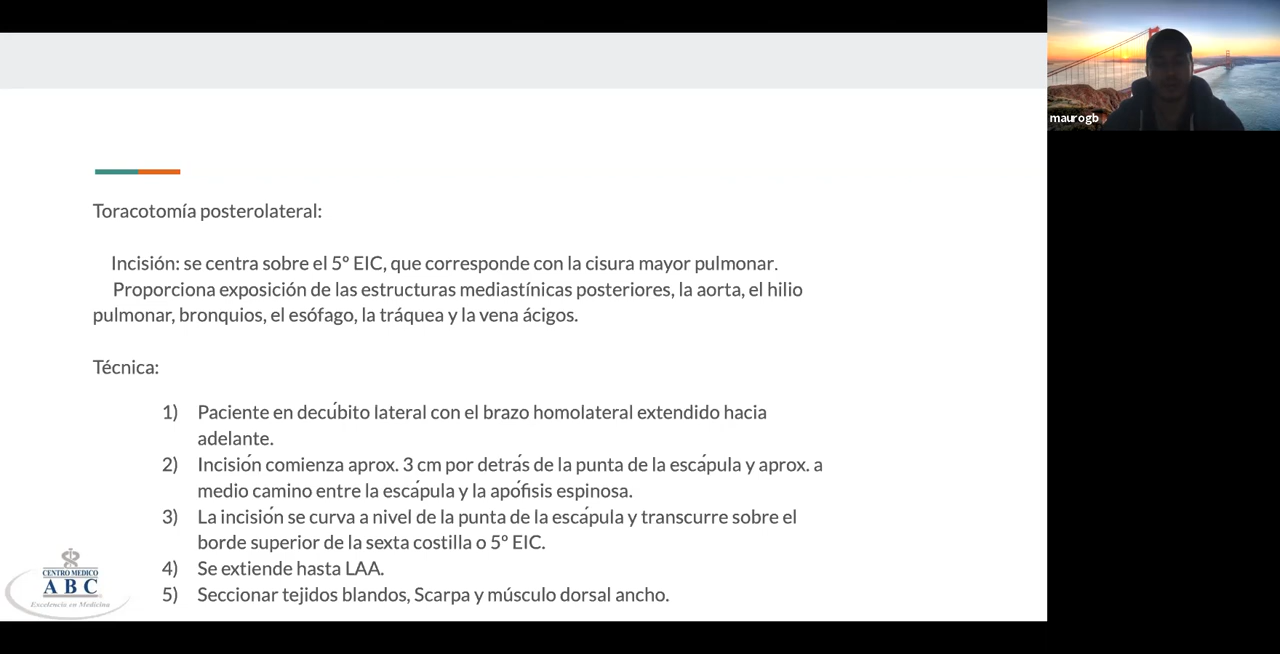 maurogb
Toracotomía posterolateral:
Incisión: se centra sobre el 5º EIC, que corresponde con la cisura mayor pulmonar.
Proporciona exposición de las estructuras mediastínicas posteriores, la aorta, el hilio
pulmonar, bronquios, el esófago, la tráquea y la vena ácigos.
Técnica:
1) Paciente en decúbito lateral con el brazo homolateral extendido hacia
adelante.
2) Incisión comienza aprox. 3 cm por detrás de la punta de la escápula y aprox. a
medio camino entre la escápula y la apófisis espinosa.
3) La incisión se curva a nivel de la punta de la escápula y transcurre sobre el
borde superior de la sexta costilla o 5º EIC.
4) Se extiende hasta LAA.
5) Seccionar tejidos blandos, Scarpa y músculo dorsal ancho.
CENTRO MEDICO
ABC
Excelencia en Medicina